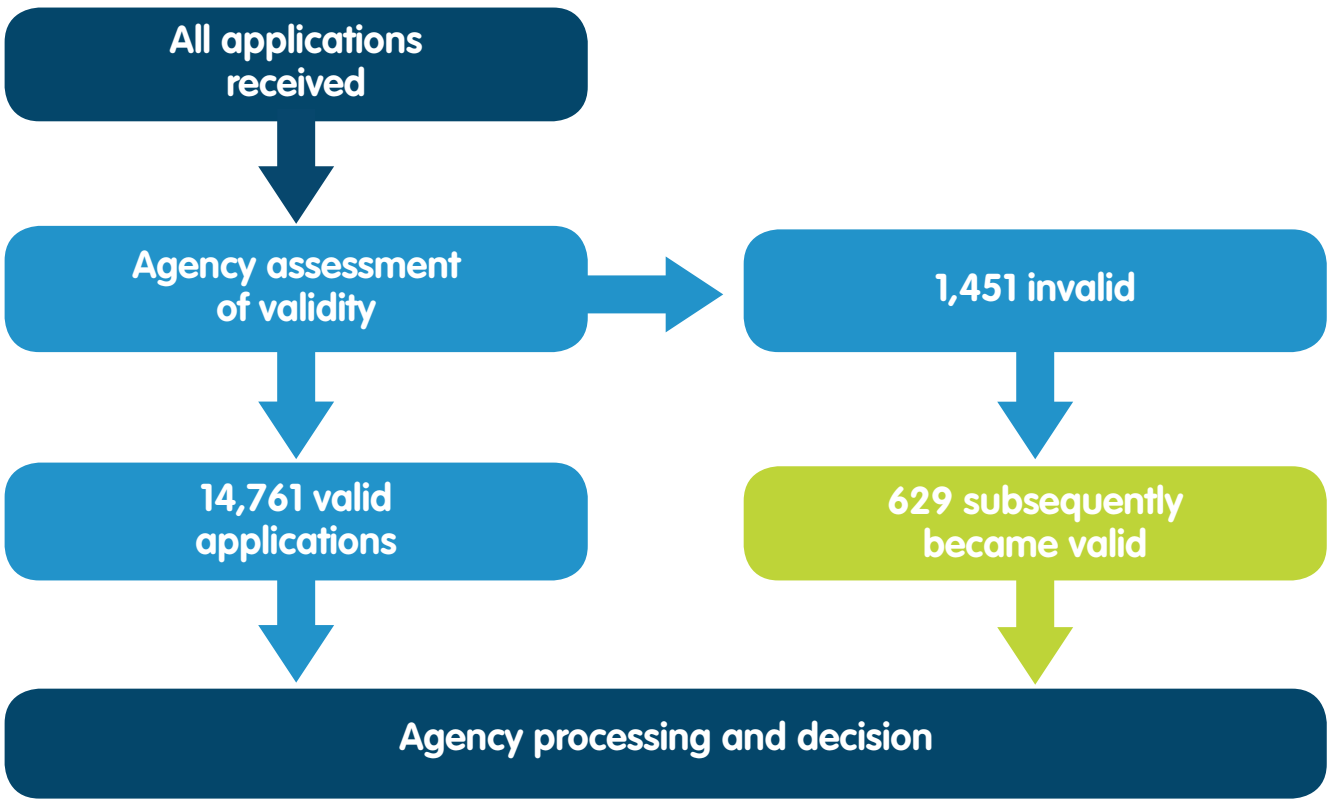 All applications
received
Agency assessment
of validity
1,451 invalid
14,761 valid
applications
629 subsequently
became valid
Agency processing and decision